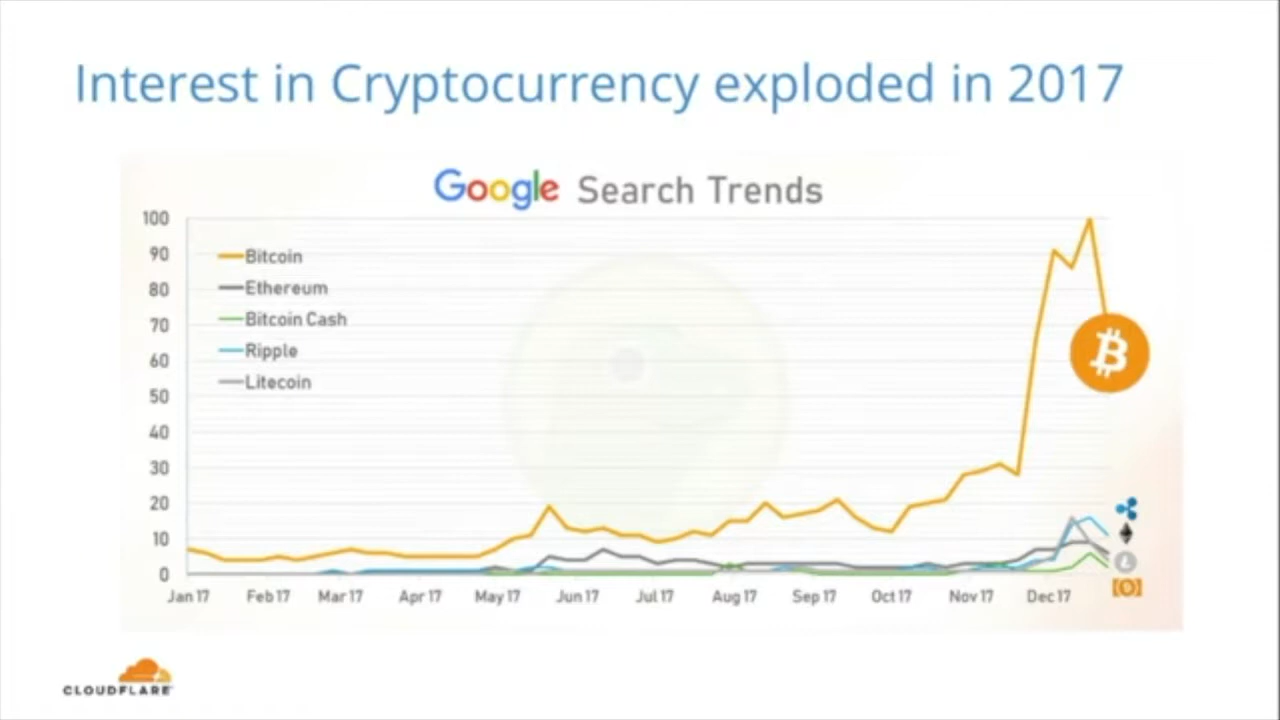 Interest in Cryptocurrency exploded in 2017
Google Search Trends
100
90
80
70
60
50
40
30
20
10
0
Bitcoin
Ethereum
Bitcoin Cash
Ripple
Litecoin
Jan 17 Feb 17 Mar 17 Apr 17 May 17 Jun 17 Jul 17 Aug 17 Sep 17 Oct 17 Nov 17 Dec 17
CLOUDFLARE